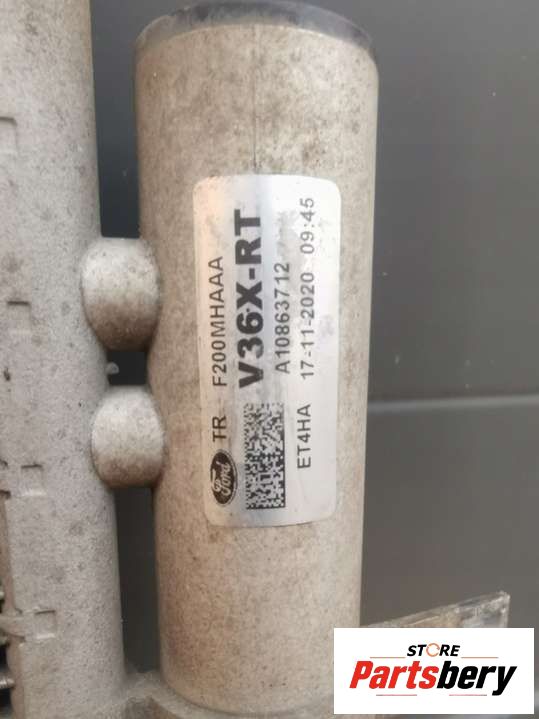 Ford TR F200MHAAA
V36X-RT
A10863712
ET4HA 17-11-2020 09:45
STORE
Partsbery